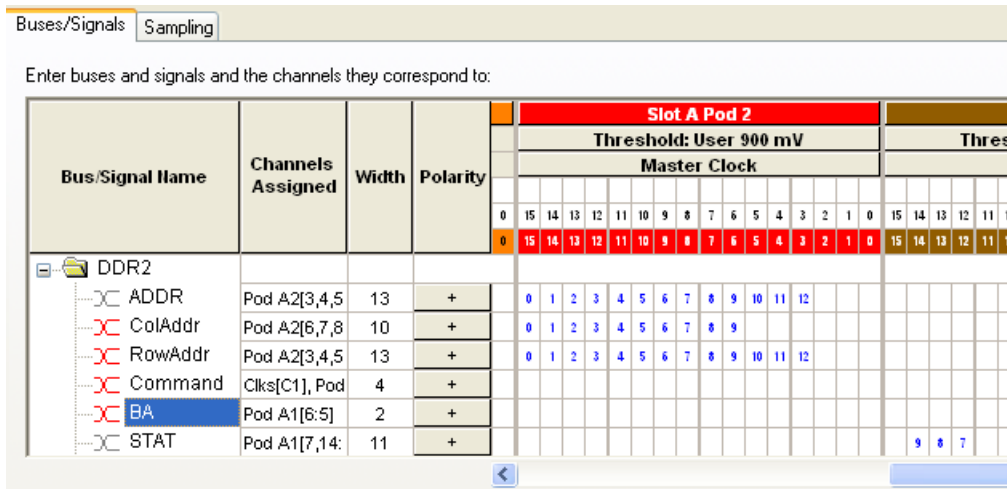 Buses/Signals Sampling
Enter buses and signals and the channels they correspond to:
Slot A Pod 2
Threshold: User 900 mV Thres
Master Clock
Bus/Signal Name Channels Assigned Width Polarity
0 15 14 13 12 11 10 9 8 7 6 5 4 3 2 1 0 15 14 13 12 11
0 15 14 13 12 11 10 9 8 7 6 5 4 3 2 1 0 15 14 13 12 11
DDR2
ADDR Pod A2[3,4,5 13 + 0 1 2 3 4 5 6 7 8 9 10 11 12
ColAddr Pod A2[6,7,8 10 + 0 1 2 3 4 5 6 7 8 9
RowAddr Pod A2[3,4,5 13 + 0 1 2 3 4 5 6 7 8 9 10 11 12
Command Clks[C1], Pod 4 +
BA Pod A1[6:5] 2 +
STAT Pod A1[7,14: 11 + 9 8 7